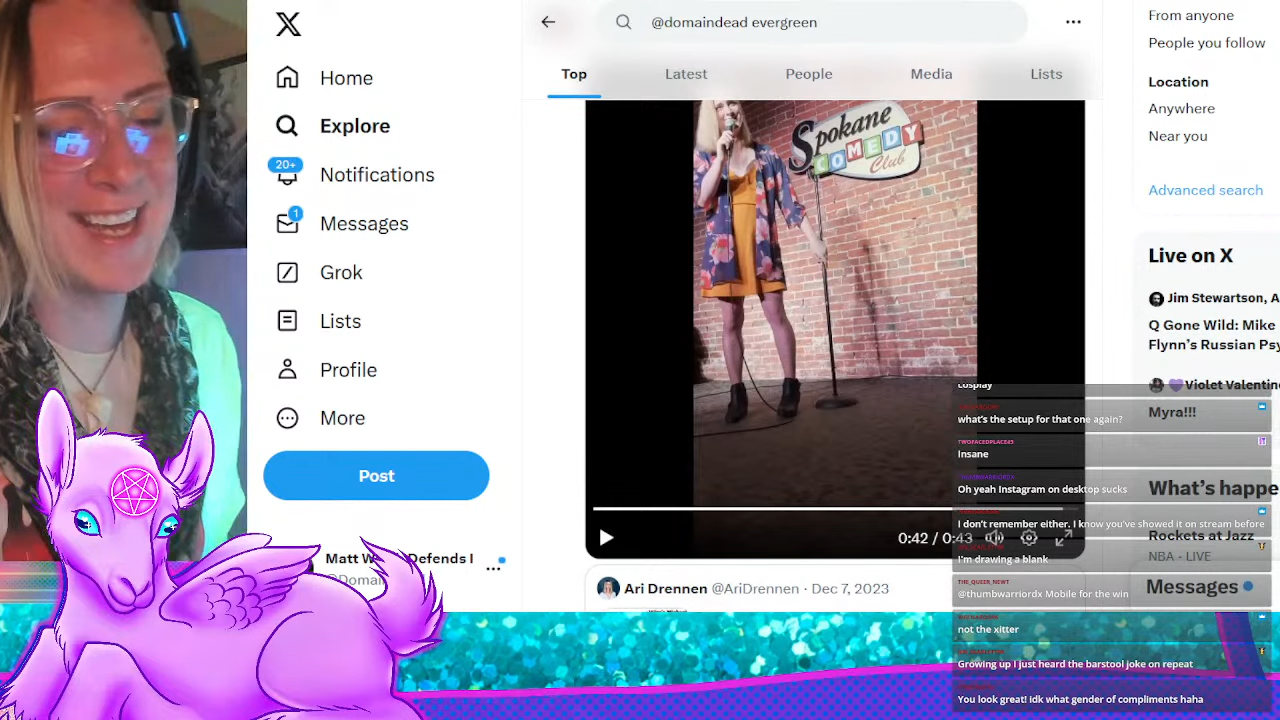 X
Home
Explore
20+
Notifications
1
Messages
Grok
Lists
Profile
More
Post
Matt W
Defends I
@Doma
@domaindead evergreen
Top
Latest
People
Media
Lists
Spokane
COMEDY
Club
0:42 / 0:43
Ari Drennen @AriDrennen · Dec 7, 2023
From anyone
People you follow
Location
Anywhere
Near you
Advanced search
Live on X
Jim Stewartson, A
Q Gone Wild: Mike
Flynn's Russian Psy
Violet Valentin
Myra!!!
What's happe
Rockets at Jazz
NBA · LIVE
Messages
cosplay
what's the setup for that one again?
TWOFACEDPLACE45
Insane
Oh yeah Instagram on desktop sucks
I don't remember either. I know you've showed it on stream before
I'm drawing a blank
THE_QUEER_NEWT
@thumbwarriordx Mobile for the win
not the xitter
Growing up I just heard the barstool joke on repeat
You look great! idk what gender of compliments haha